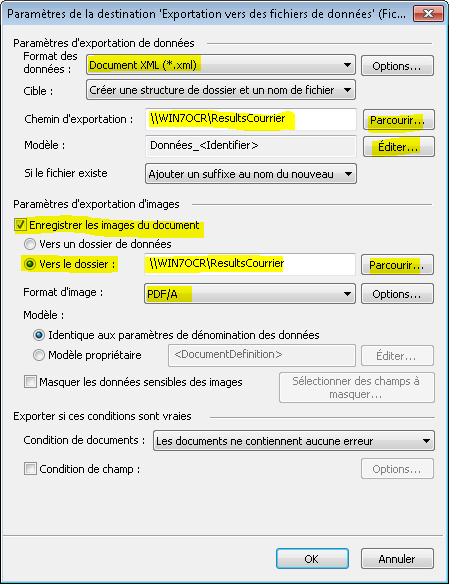 Paramètres de la destination 'Exportation vers des fichiers de données' (Fic...
Paramètres d'exportation de données
Format des données : Document XML (*.xml) Options...
Cible : Créer une structure de dossier et un nom de fichier
Chemin d'exportation : \\WIN7OCR\ResultsCourrier Parcourir...
Modèle : Données_<Identifier> Éditer...
Si le fichier existe Ajouter un suffixe au nom du nouveau
Paramètres d'exportation d'images
Enregistrer les images du document
Vers un dossier de données
Vers le dossier : \\WIN7OCR\ResultsCourrier Parcourir...
Format d'image : PDF/A Options...
Modèle :
Identique aux paramètres de dénomination des données
Modèle propriétaire <DocumentDefinition> Éditer...
Masquer les données sensibles des images Sélectionner des champs à masquer...
Exporter si ces conditions sont vraies
Condition de documents : Les documents ne contiennent aucune erreur
Condition de champ : Options...
OK Annuler